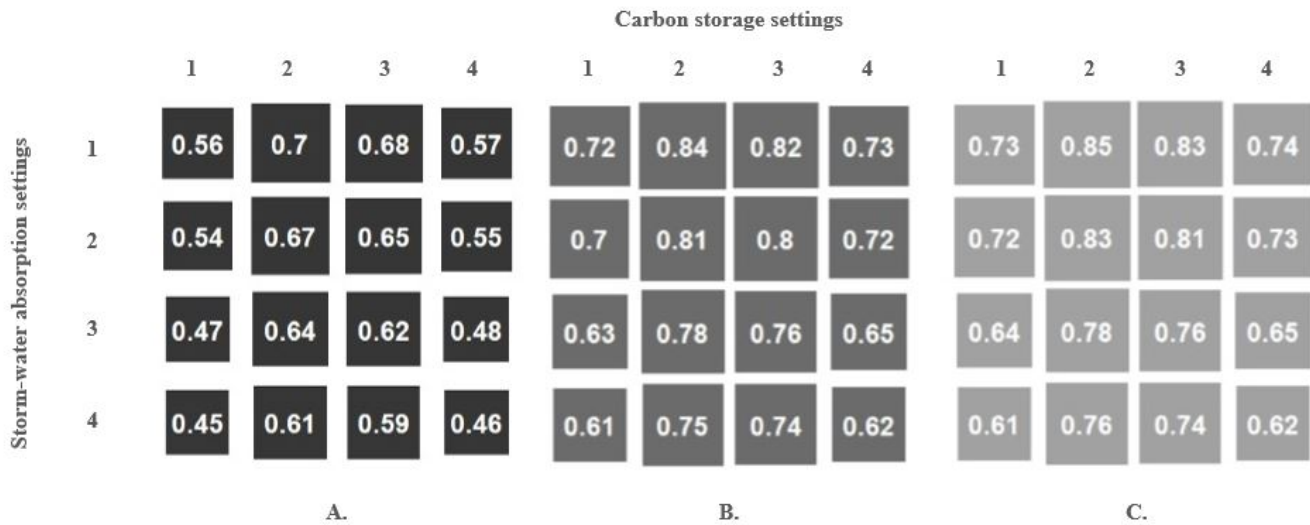 Carbon storage settings
1 2 3 4 1 2 3 4 1 2 3 4
Storm-water absorption settings
1 0.56 0.7 0.68 0.57 0.72 0.84 0.82 0.73 0.73 0.85 0.83 0.74
2 0.54 0.67 0.65 0.55 0.7 0.81 0.8 0.72 0.72 0.83 0.81 0.73
3 0.47 0.64 0.62 0.48 0.63 0.78 0.76 0.65 0.64 0.78 0.76 0.65
4 0.45 0.61 0.59 0.46 0.61 0.75 0.74 0.62 0.61 0.76 0.74 0.62
A. B. C.